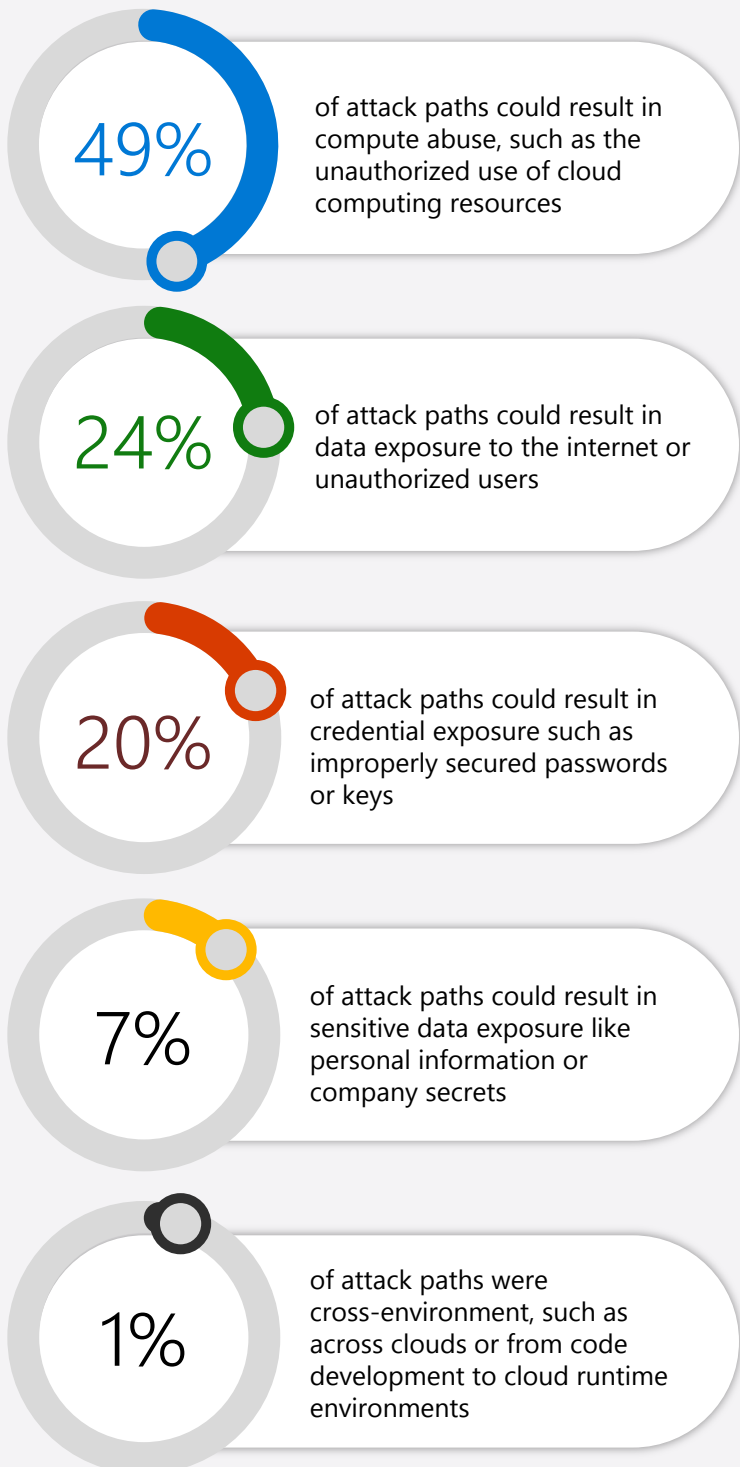 49%
of attack paths could result in
compute abuse, such as the
unauthorized use of cloud
computing resources
24%
of attack paths could result in
data exposure to the internet or
unauthorized users
20%
of attack paths could result in
credential exposure such as
improperly secured passwords
or keys
7%
of attack paths could result in
sensitive data exposure like
personal information or
company secrets
1%
of attack paths were
cross-environment, such as
across clouds or from code
development to cloud runtime
environments